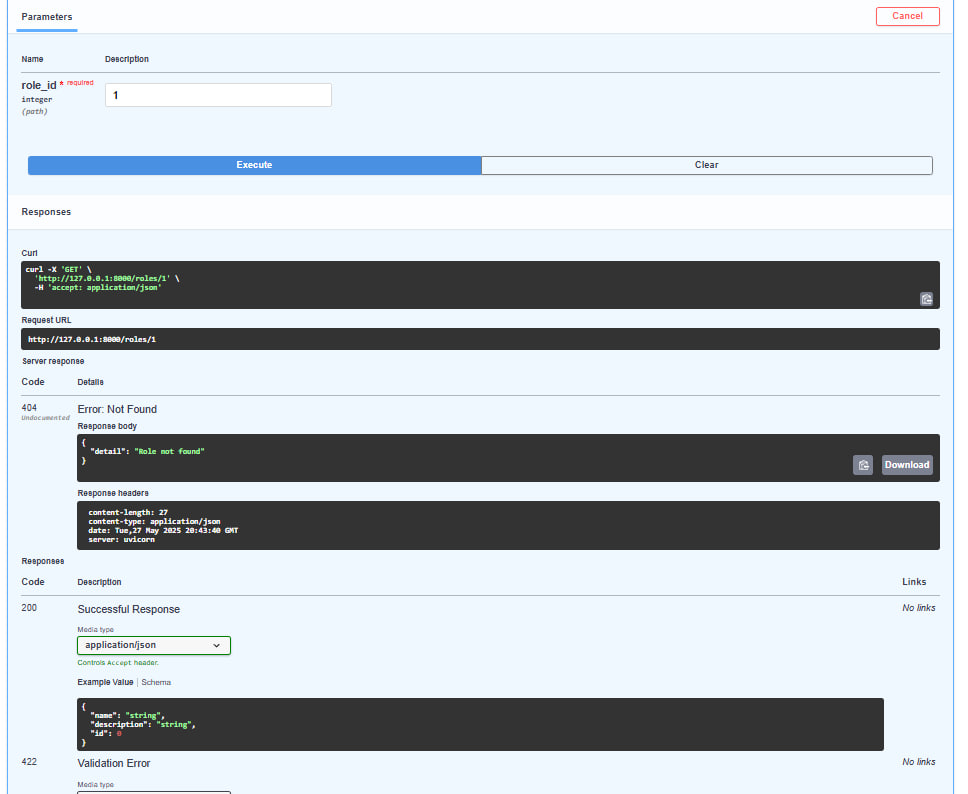 Parameters
Cancel
Name Description
role_id * required
integer
(path)
1
Execute Clear
Responses
Curl
curl -X 'GET' \
'http://127.0.0.1:8000/roles/1' \
-H 'accept: application/json'
Request URL
http://127.0.0.1:8000/roles/1
Server response
Code Details
404
Undocumented
Error: Not Found
Response body
{
"detail": "Role not found"
}
Download
Response headers
content-length: 27
content-type: application/json
date: Tue,27 May 2025 20:43:40 GMT
server: uvicorn
Responses
Code Description Links
200 Successful Response No links
Media type
application/json
Controls Accept header.
Example Value | Schema
{
"name": "string",
"description": "string",
"id": 0
}
422 Validation Error No links
Media type